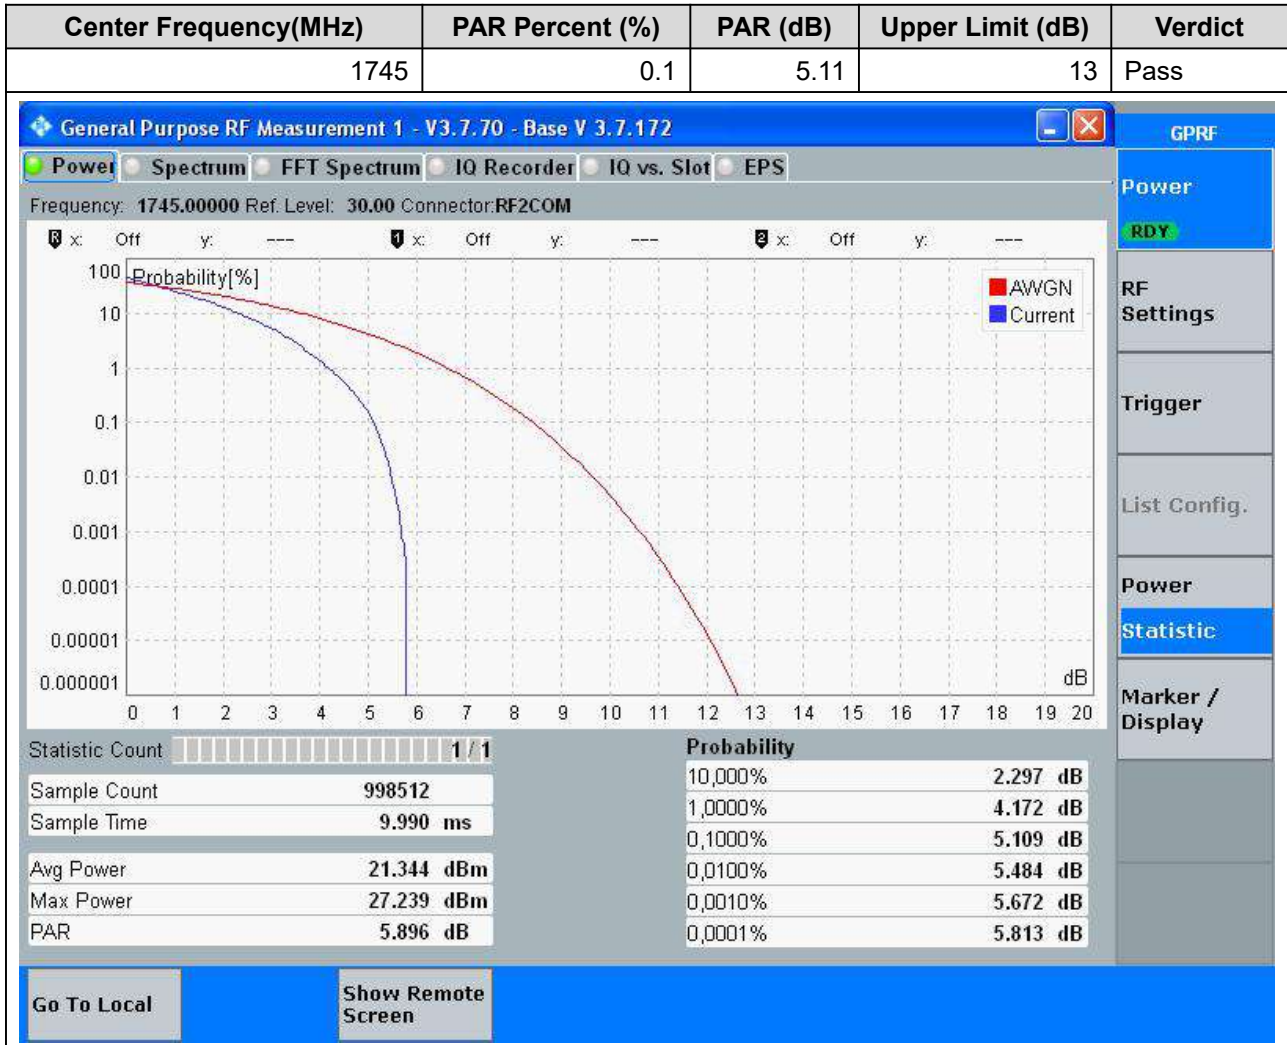 Center Frequency(MHz) PAR Percent (%) PAR (dB) Upper Limit (dB) Verdict
1745 0.1 5.11 13 Pass
General Purpose RF Measurement 1 - V3.7.70 - Base V 3.7.172
GPRF
Power Spectrum FFT Spectrum IQ Recorder IQ vs. Slot EPS
Frequency: 1745.00000 Ref. Level: 30.00 Connector:RF2COM
R x: Off y: --- 1 x: Off y: --- 2 x: Off y: ---
Probability[%]
AWGN
Current
100
10
1
0.1
0.01
0.001
0.0001
0.00001
0.000001
dB
0 1 2 3 4 5 6 7 8 9 10 11 12 13 14 15 16 17 18 19 20
Statistic Count 1 / 1
Sample Count 998512
Sample Time 9.990 ms
Avg Power 21.344 dBm
Max Power 27.239 dBm
PAR 5.896 dB
Probability
10,000% 2.297 dB
1,0000% 4.172 dB
0,1000% 5.109 dB
0,0100% 5.484 dB
0,0010% 5.672 dB
0,0001% 5.813 dB
Power
RDY
RF
Settings
Trigger
List Config.
Power
Statistic
Marker /
Display
Go To Local
Show Remote
Screen